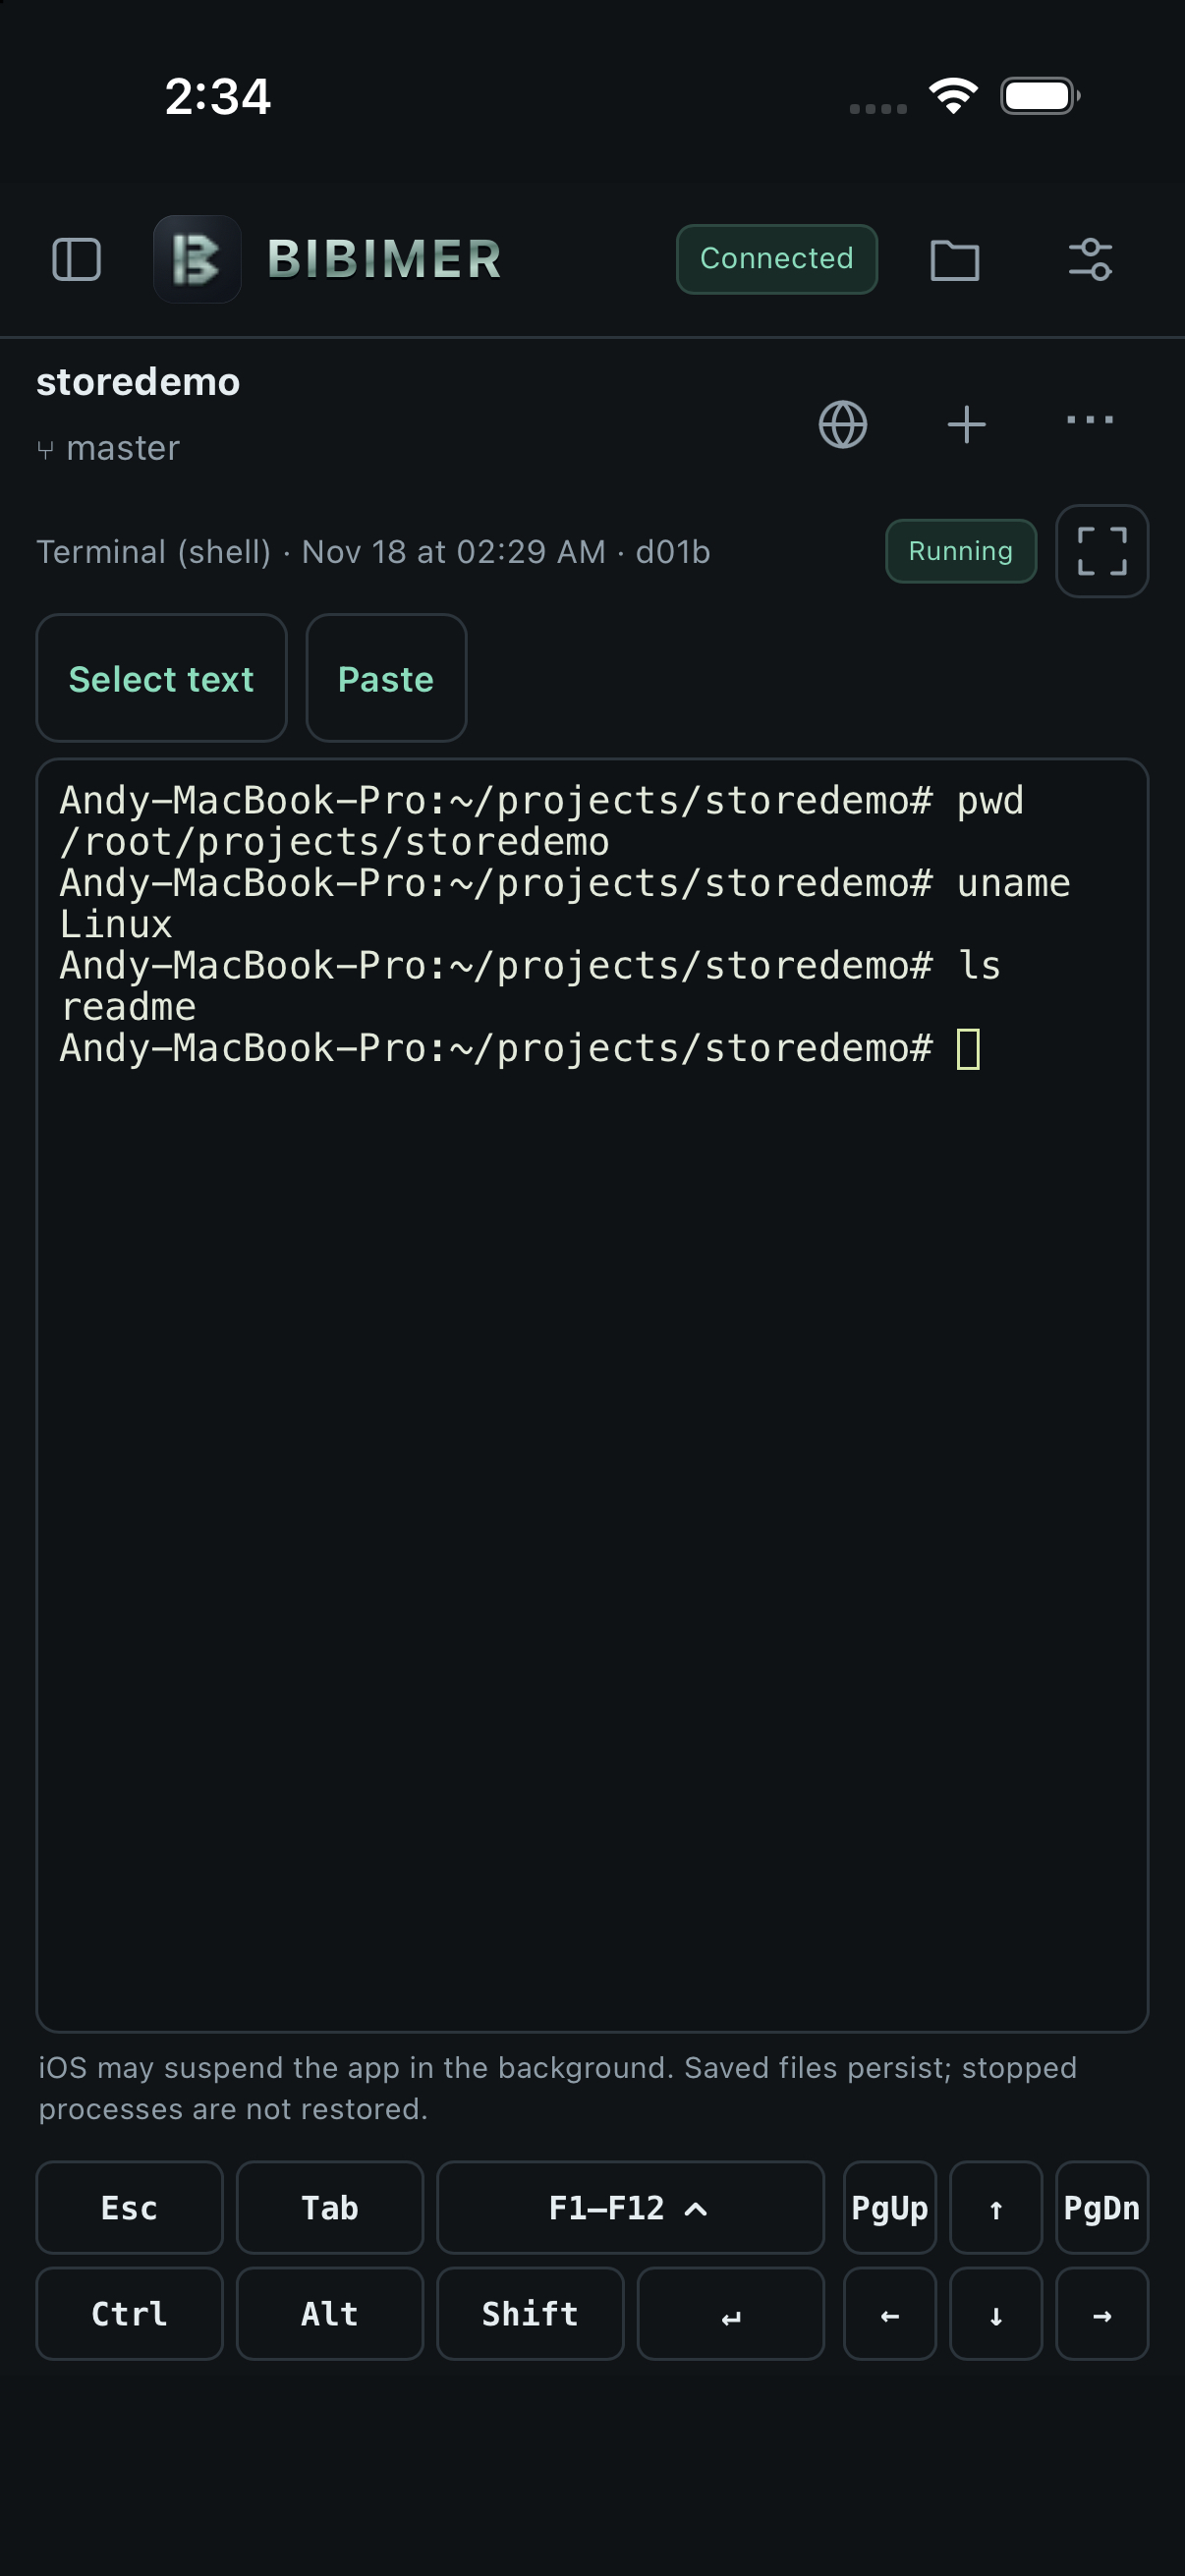 2:34
BIBIMER
Connected
storedemo
master
Terminal (shell) · Nov 18 at 02:29 AM · d01b
Running
Select text
Paste
Andy-MacBook-Pro:~/projects/storedemo# pwd
/root/projects/storedemo
Andy-MacBook-Pro:~/projects/storedemo# uname
Linux
Andy-MacBook-Pro:~/projects/storedemo# ls
readme
Andy-MacBook-Pro:~/projects/storedemo#
iOS may suspend the app in the background. Saved files persist; stopped
processes are not restored.
Esc Tab F1–F12 PgUp ↑ PgDn
Ctrl Alt Shift ↵ ← ↓ →